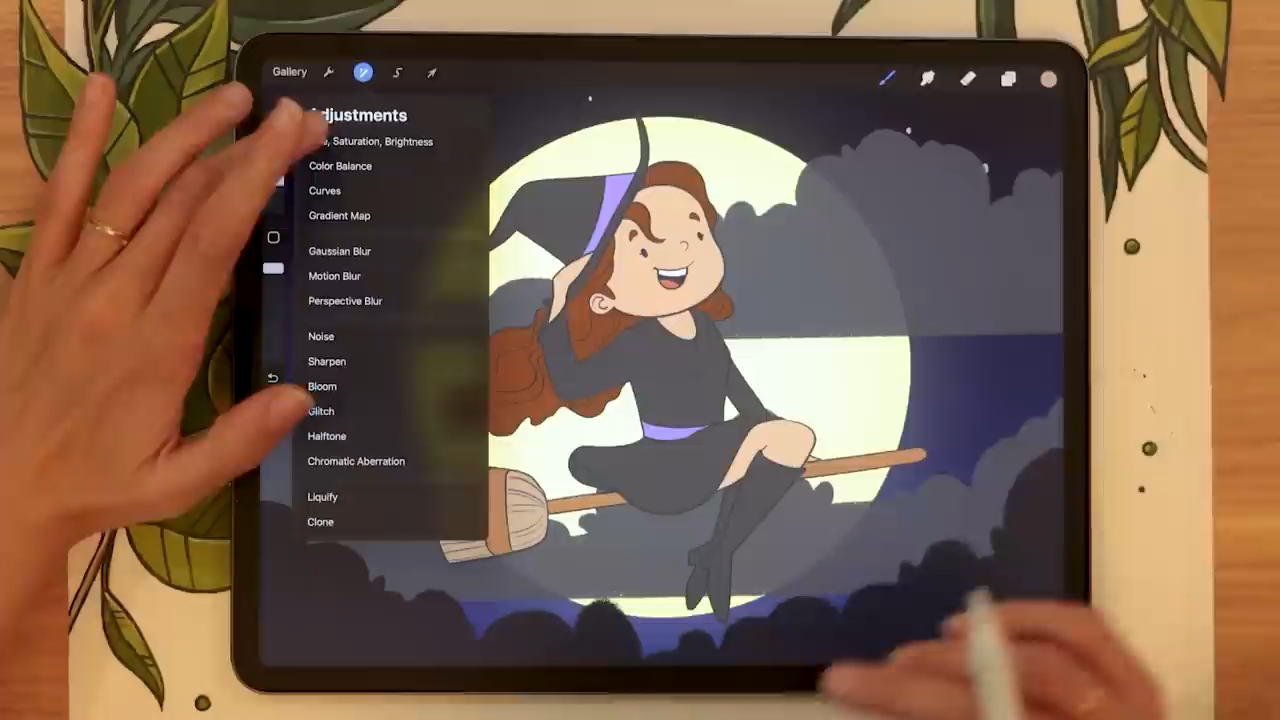 Gallery
djustments
, Saturation, Brightness
Color Balance
Curves
Gradient Map
Gaussian Blur
Motion Blur
Perspective Blur
Noise
Sharpen
Bloom
Glitch
Halftone
Chromatic Aberration
Liquify
Clone